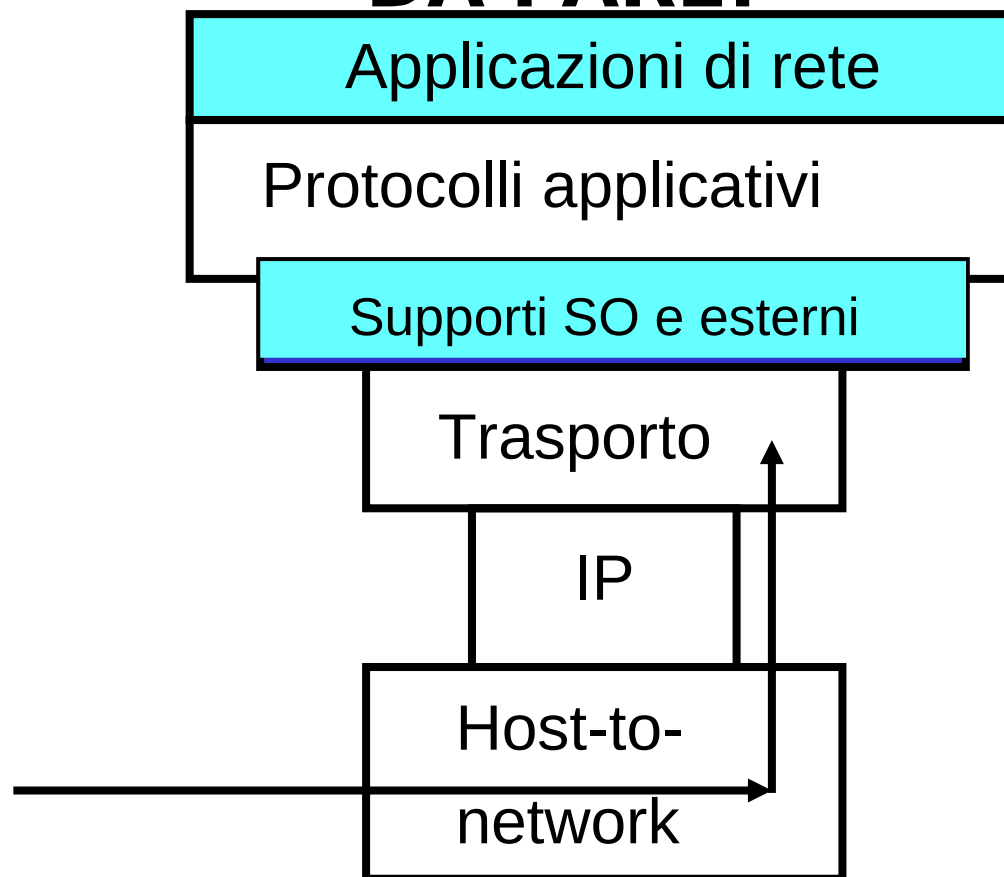 Applicazioni di rete
Protocolli applicativi
Supporti SO e esterni
Trasporto
IP
Host-to-
network